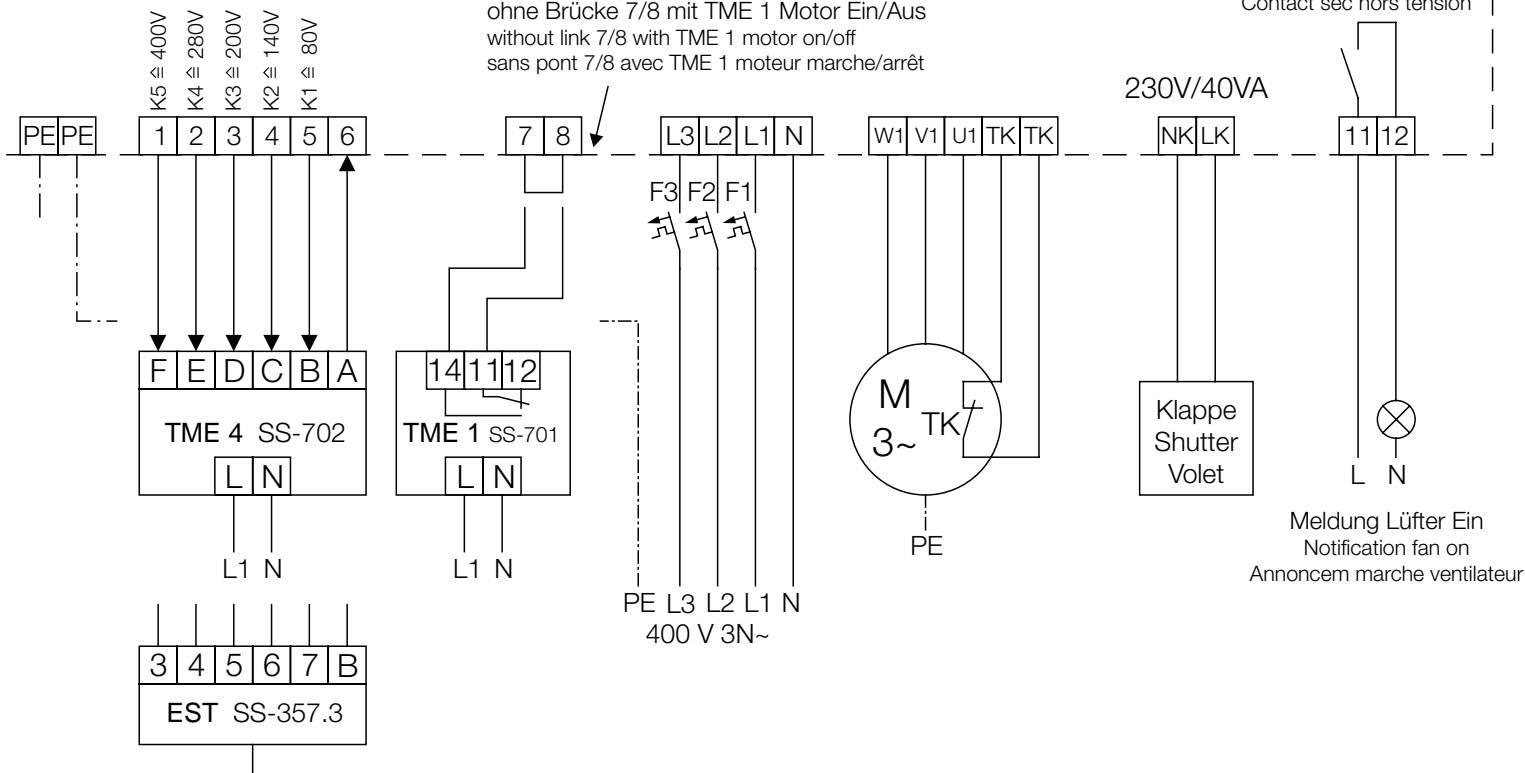 ohne Brücke 7/8 mit TME 1 Motor Ein/Aus
without link 7/8 with TME 1 motor on/off
sans pont 7/8 avec TME 1 moteur marche/arrêt
Contact sec hors tension
K5 ≙ 400V
K4 ≙ 280V
K3 ≙ 200V
K2 ≙ 140V
K1 ≙ 80V
230V/40VA
PE PE 1 2 3 4 5 6 7 8 L3 L2 L1 N W1 V1 U1 TK TK NK LK 11 12
F3 F2 F1
F E D C B A
14 11 12
TME 4 SS-702
TME 1 SS-701
L N
L N
M
3~
TK
PE
Klappe
Shutter
Volet
L N
Meldung Lüfter Ein
Notification fan on
Annoncem marche ventilateur
L1 N
L1 N
PE L3 L2 L1 N
400 V 3N~
3 4 5 6 7 B
EST SS-357.3